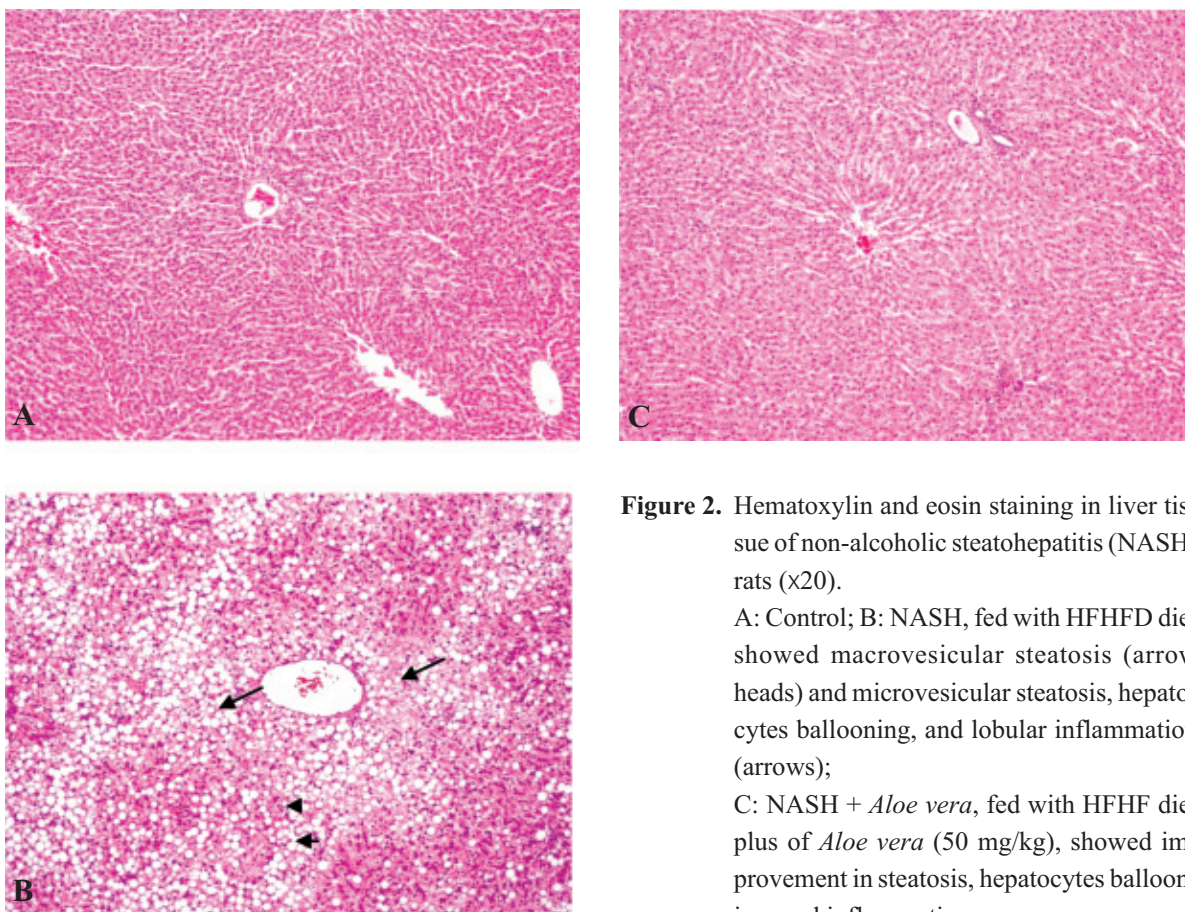 A
C
B
Figure 2. Hematoxylin and eosin staining in liver tis-
sue of non-alcoholic steatohepatitis (NASH
rats (x20).
A: Control; B: NASH, fed with HFHFD die
showed macrovesicular steatosis (arrow
heads) and microvesicular steatosis, hepato
cytes ballooning, and lobular inflammatio
(arrows);
C: NASH + Aloe vera, fed with HFHF die
plus of Aloe vera (50 mg/kg), showed im
provement in steatosis, hepatocytes balloon